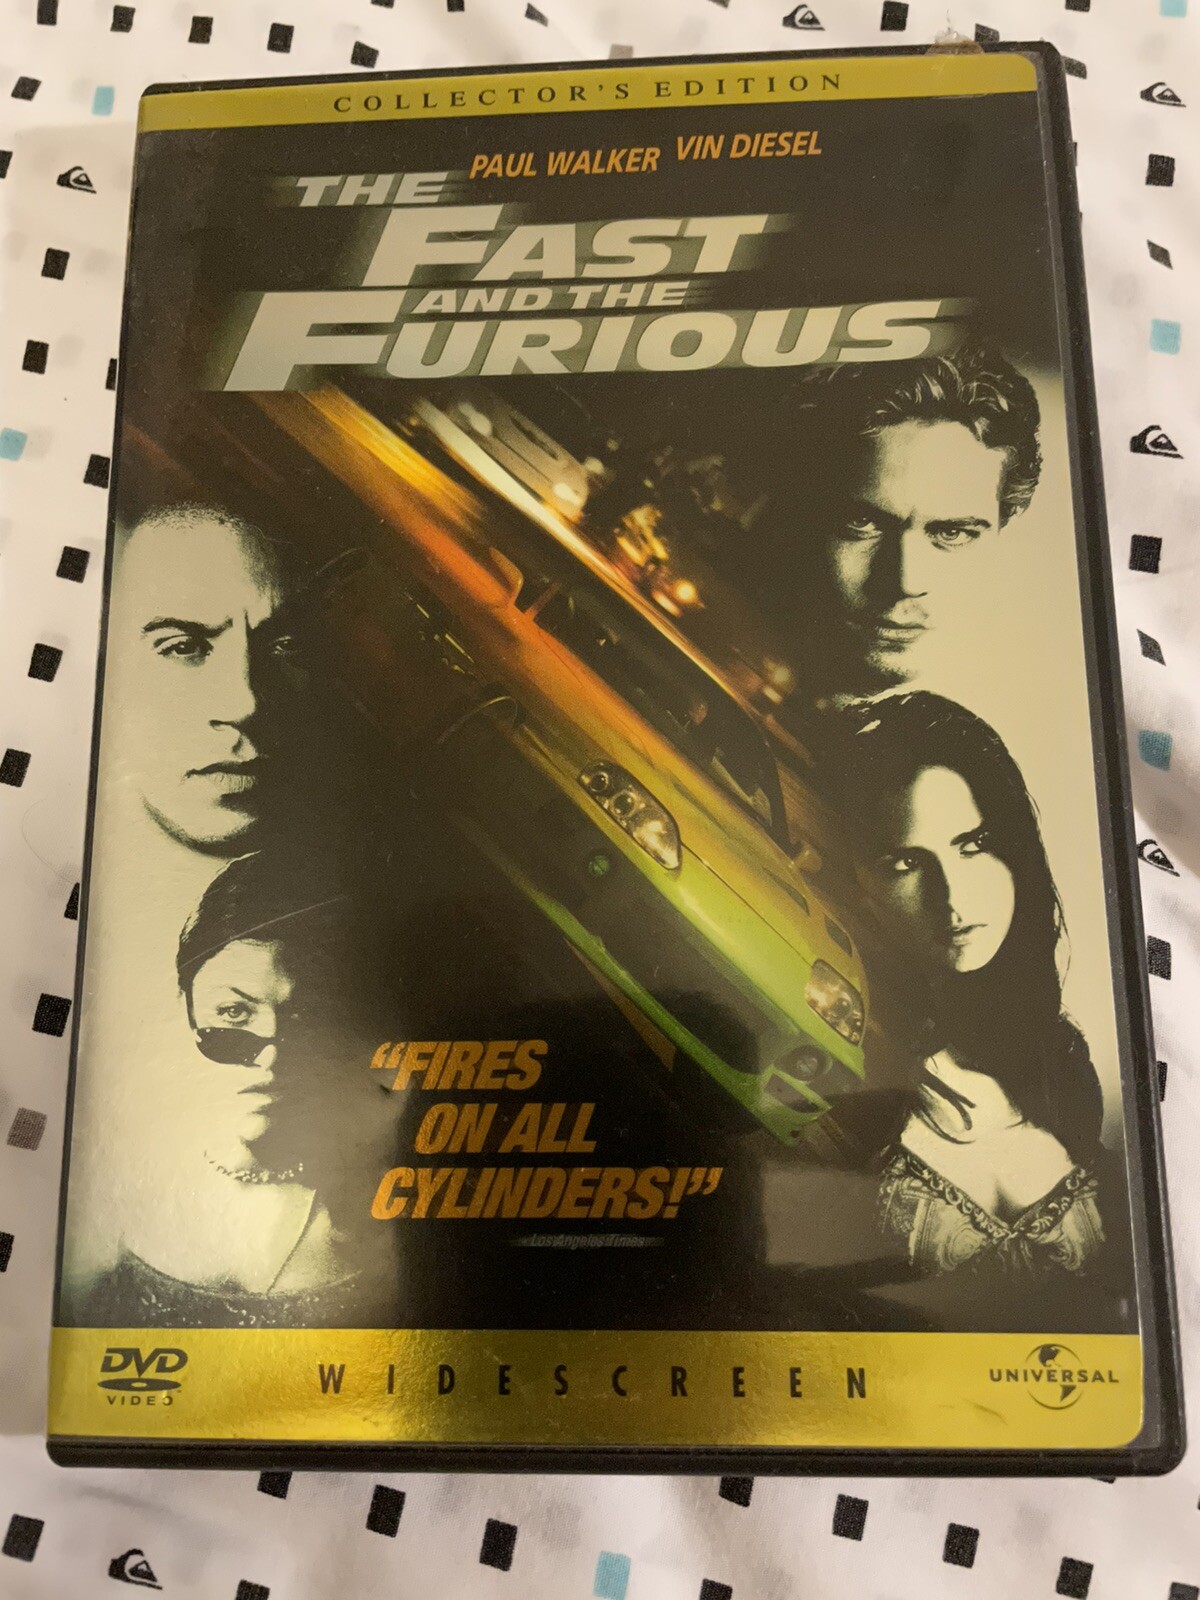 COLLECTOR'S EDITION
PAUL WALKER VIN DIESEL
THE
FAST
AND THE
FURIOUS
“FIRES
ON ALL
CYLINDERS!”
Los Angeles Times
DVD
VIDEO
WIDESCREEN
UNIVERSAL